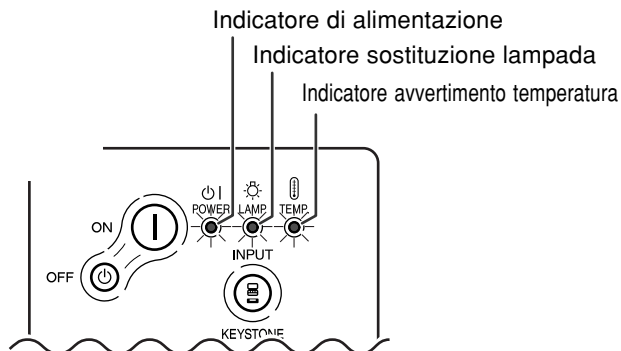 Indicatore di alimentazione
Indicatore sostituzione lampada
Indicatore avvertimento temperatura
POWER LAMP TEMP.
ON
INPUT
OFF
KEYSTONE